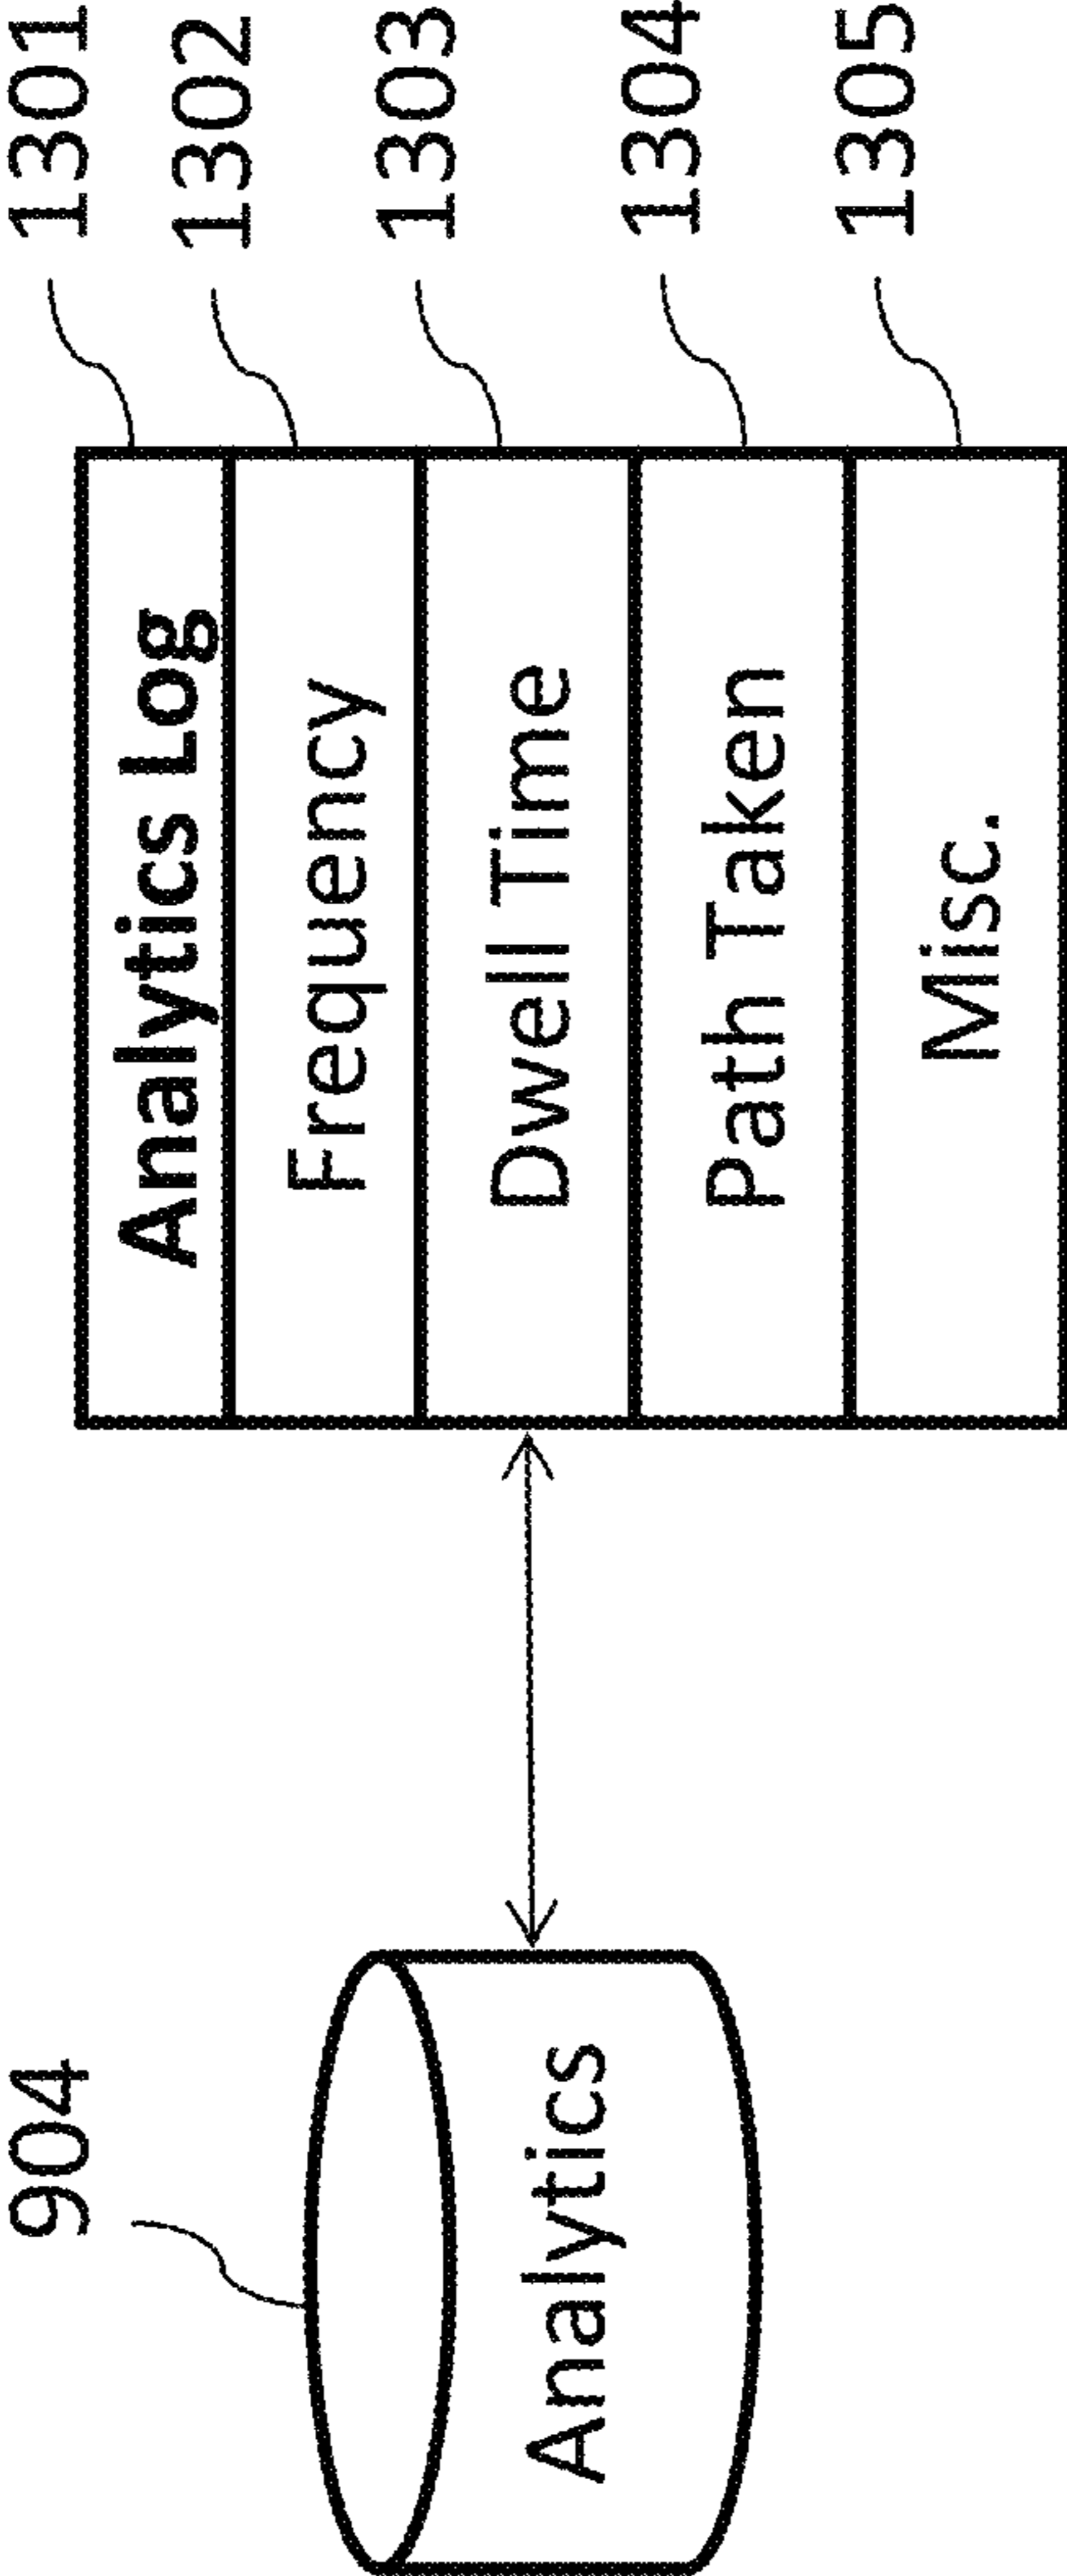 904
Analytics
Analytics Log
1301
Frequency
1302
Dwell Time
1303
Path Taken
1304
Misc.
1305